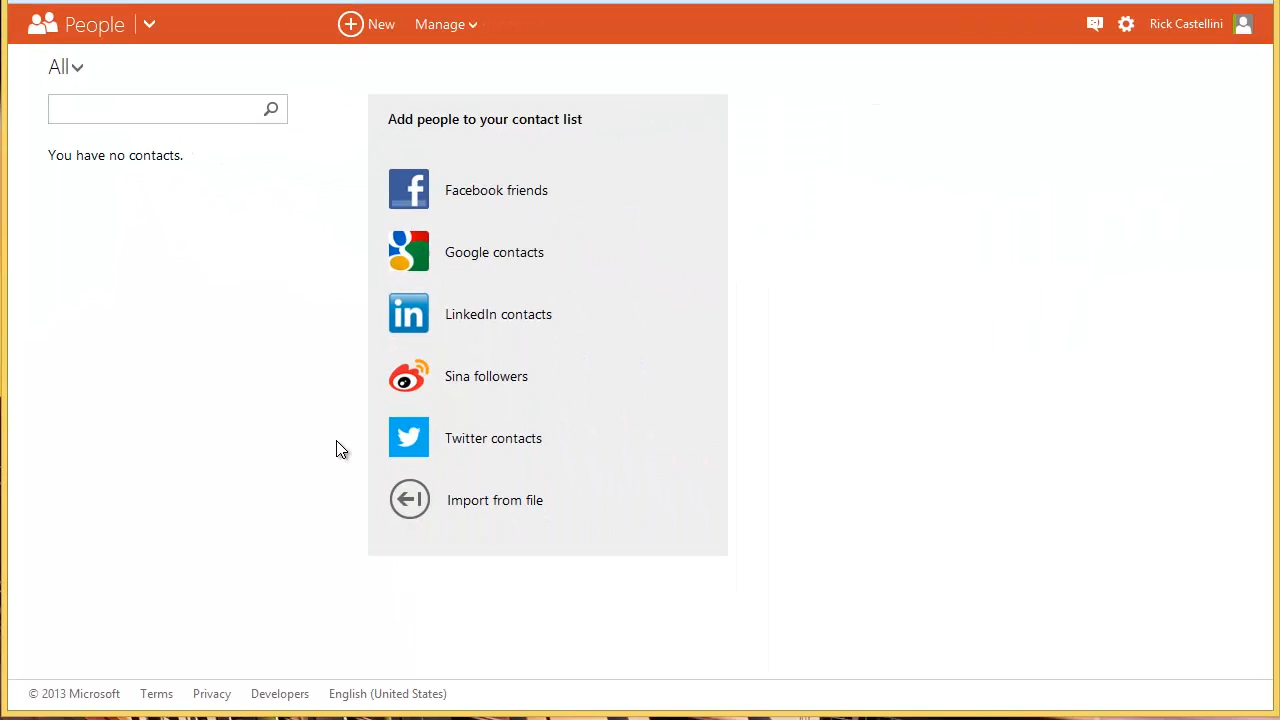 People
New
Manage
Rick Castellini
All
You have no contacts.
Add people to your contact list
Facebook friends
Google contacts
LinkedIn contacts
Sina followers
Twitter contacts
Import from file
© 2013 Microsoft
Terms
Privacy
Developers
English (United States)